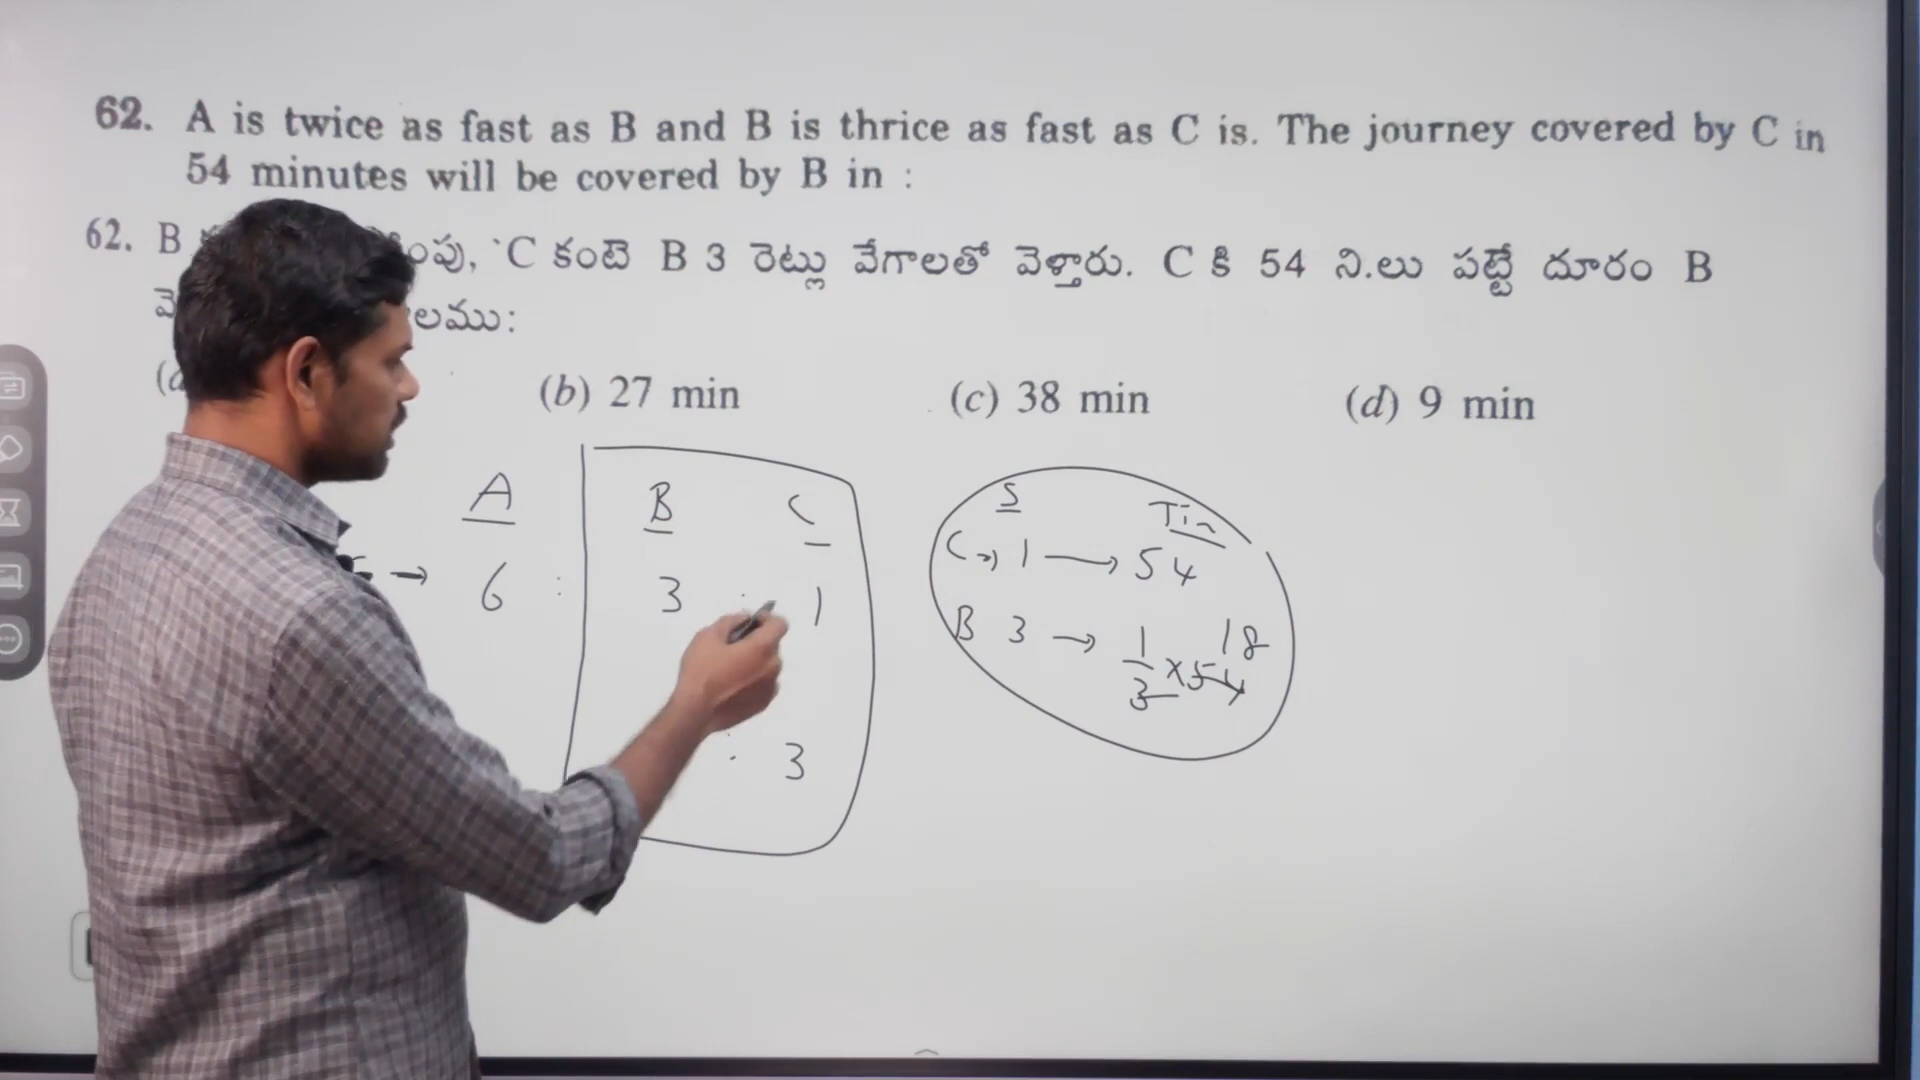 62. A is twice as fast as B and B is thrice as fast as C is. The journey covered by C in
54 minutes will be covered by B in :
62. B C కంటె B 3 రెట్లు వేగాలతో వెళ్తారు. C కి 54 ని.లు పట్టే దూరం B
(b) 27 min (c) 38 min (d) 9 min
A B C
→ 6 : 3 : 1
: 3
S Tim
C → 1 → 54
B 3 → 1/3 × 54 18